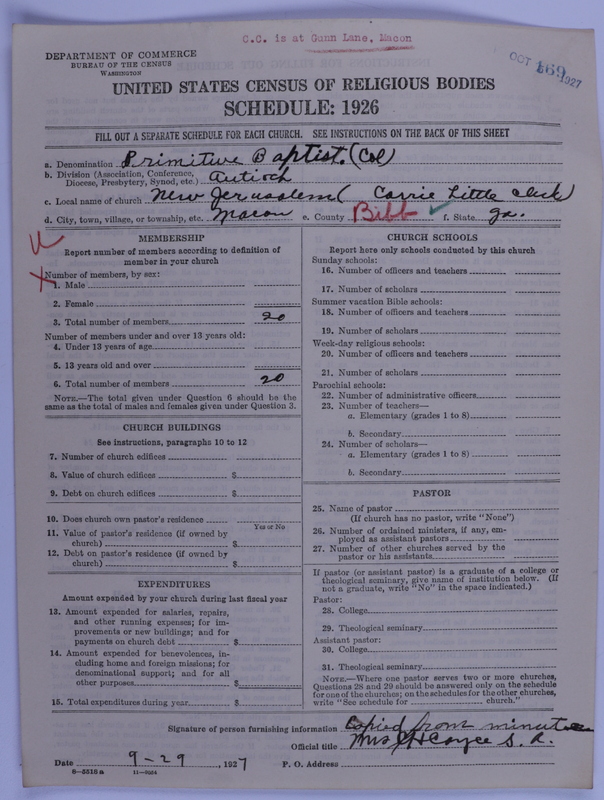 C.C. is at Gunn Lane, Macon
DEPARTMENT OF COMMERCE
BUREAU OF THE CENSUS
WASHINGTON
OCT 1927
169
UNITED STATES CENSUS OF RELIGIOUS BODIES
SCHEDULE: 1926
FILL OUT A SEPARATE SCHEDULE FOR EACH CHURCH. SEE INSTRUCTIONS ON THE BACK OF THIS SHEET
a. Denomination Primitive Baptist. (Col)
b. Division (Association, Conference,
Diocese, Presbytery, Synod, etc.) Antioch
c. Local name of church New Jerusalem (Carrie Little clerk)
d. City, town, village, or township, etc. Macon e. County Bibb f. State Ga.
MEMBERSHIP
Report number of members according to definition of
member in your church
Number of members, by sex:
1. Male
2. Female
3. Total number of members 20
Number of members under and over 13 years old:
4. Under 13 years of age
5. 13 years old and over
6. Total number of members 20
NOTE.—The total given under Question 6 should be the
same as the total of males and females given under Question 3.
CHURCH BUILDINGS
See instructions, paragraphs 10 to 12
7. Number of church edifices
8. Value of church edifices $
9. Debt on church edifices $
10. Does church own pastor's residence
Yes or No
11. Value of pastor's residence (if owned by
church) $
12. Debt on pastor's residence (if owned by
church) $
EXPENDITURES
Amount expended by your church during last fiscal year
13. Amount expended for salaries, repairs,
and other running expenses; for im-
provements or new buildings; and for
payments on church debt $
14. Amount expended for benevolences, in-
cluding home and foreign missions; for
denominational support; and for all
other purposes $
15. Total expenditures during year $
CHURCH SCHOOLS
Report here only schools conducted by this church
Sunday schools:
16. Number of officers and teachers
17. Number of scholars
Summer vacation Bible schools:
18. Number of officers and teachers
19. Number of scholars
Week-day religious schools:
20. Number of officers and teachers
21. Number of scholars
Parochial schools:
22. Number of administrative officers
23. Number of teachers—
a. Elementary (grades 1 to 8)
b. Secondary
24. Number of scholars—
a. Elementary (grades 1 to 8)
b. Secondary
PASTOR
25. Name of pastor
(If church has no pastor, write "None")
26. Number of ordained ministers, if any, em-
ployed as assistant pastors
27. Number of other churches served by the
pastor or his assistants
If pastor (or assistant pastor) is a graduate of a college or
theological seminary, give name of institution below. (If
not a graduate, write "No" in the space indicated.)
Pastor:
28. College
29. Theological seminary
Assistant pastor:
30. College
31. Theological seminary
NOTE.—Where one pastor serves two or more churches,
Questions 28 and 29 should be answered only on the schedule
for one of the churches; on the schedules for the other churches,
write "See schedule for church."
Signature of person furnishing information Copied from minutes
Official title Mrs S. A.
Date 9-29, 1927 P. O. Address
8—5516a 11—9034